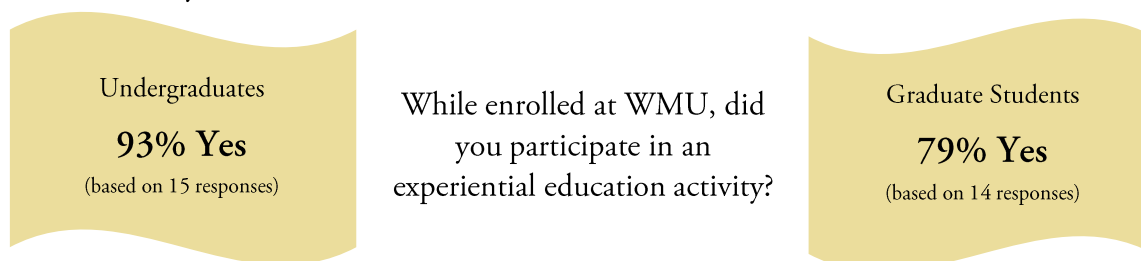 Undergraduates
93% Yes
(based on 15 responses)
While enrolled at WMU, did
you participate in an
experiential education activity?
Graduate Students
79% Yes
(based on 14 responses)